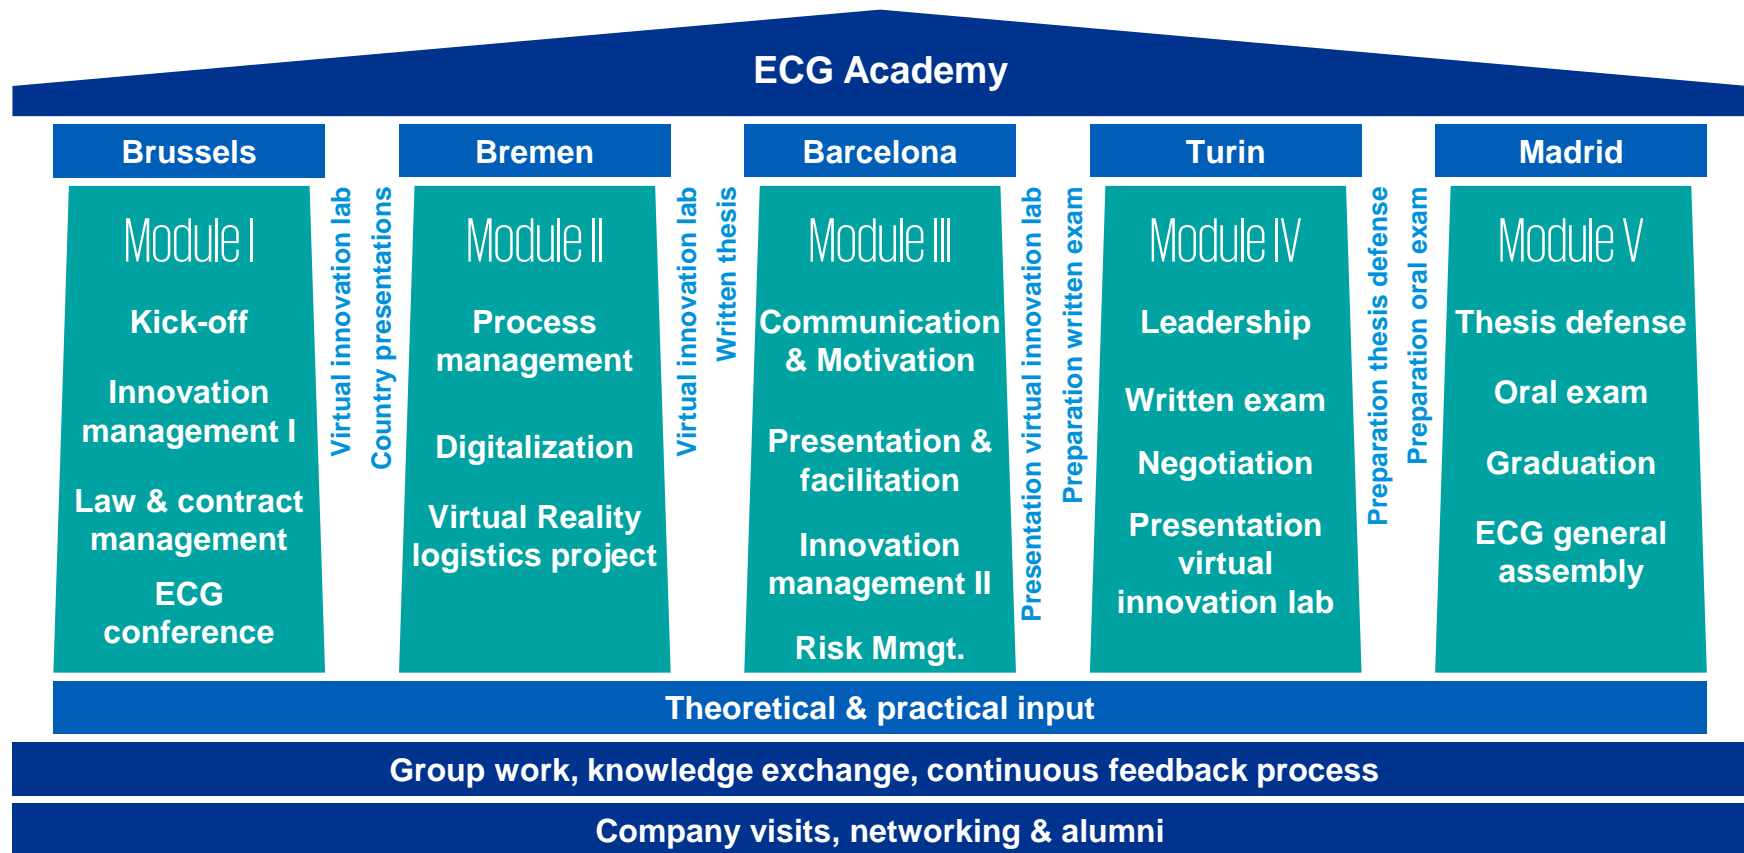 ECG Academy
Brussels
Module I
Kick-off
Innovation
management I
Law & contract
management
ECG
conference
Virtual innovation lab
Country presentations
Bremen
Module II
Process
management
Digitalization
Virtual Reality
logistics project
Virtual innovation lab
Written thesis
Barcelona
Module III
Communication
& Motivation
Presentation &
facilitation
Innovation
management II
Risk Mmgt.
Presentation virtual innovation lab
Preparation written exam
Turin
Module IV
Leadership
Written exam
Negotiation
Presentation
virtual
innovation lab
Preparation thesis defense
Preparation oral exam
Madrid
Module V
Thesis defense
Oral exam
Graduation
ECG general
assembly
Theoretical & practical input
Group work, knowledge exchange, continuous feedback process
Company visits, networking & alumni